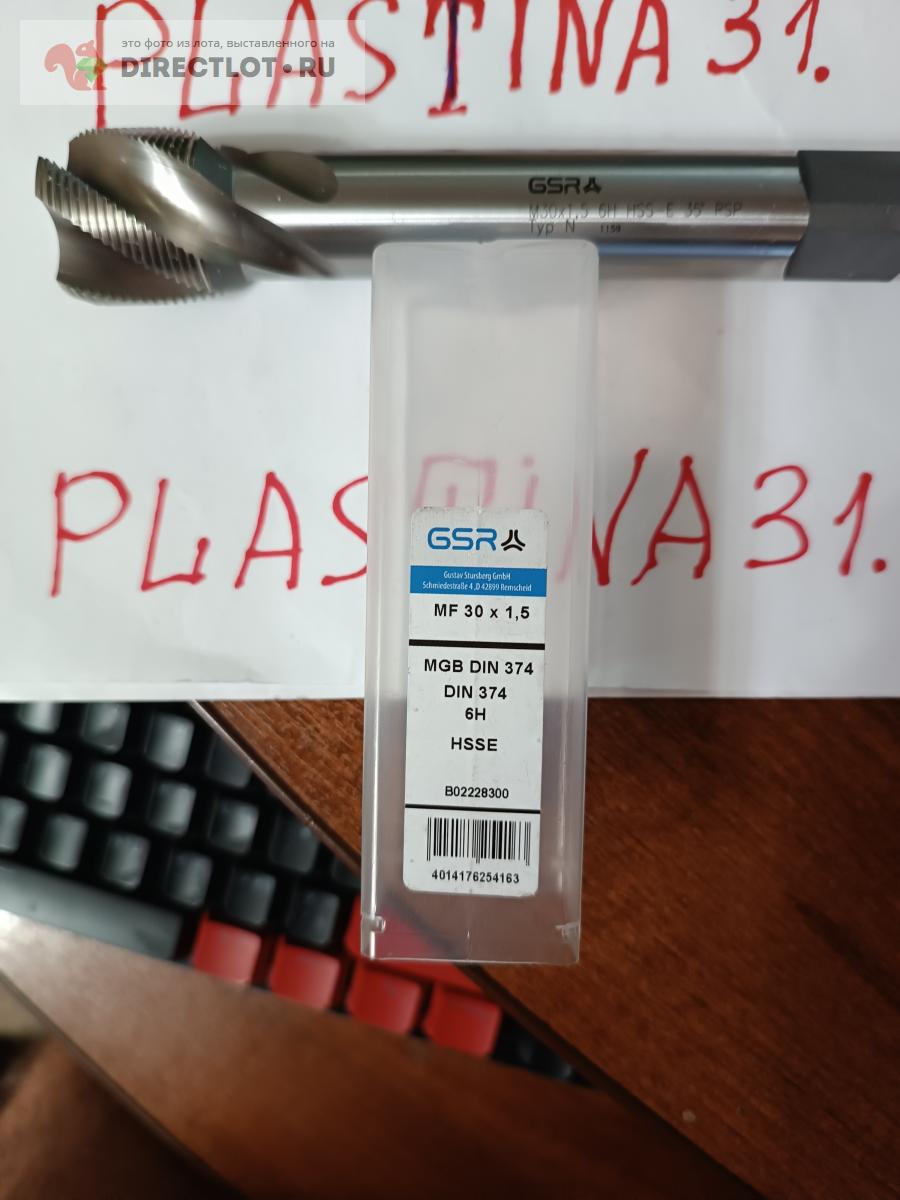 PLASTINA 31.
это фото из лота, выставленного на
DIRECTLOT.RU
GSR
M30x1,5 6H HSS E 35° RSP
Typ N 1159
PLASTINA 31.
GSR
Gustav Stursberg GmbH
Schmiedestraße 4 ,D 42899 Remscheid
MF 30 x 1,5
MGB DIN 374
DIN 374
6H
HSSE
B02228300
4014176254163